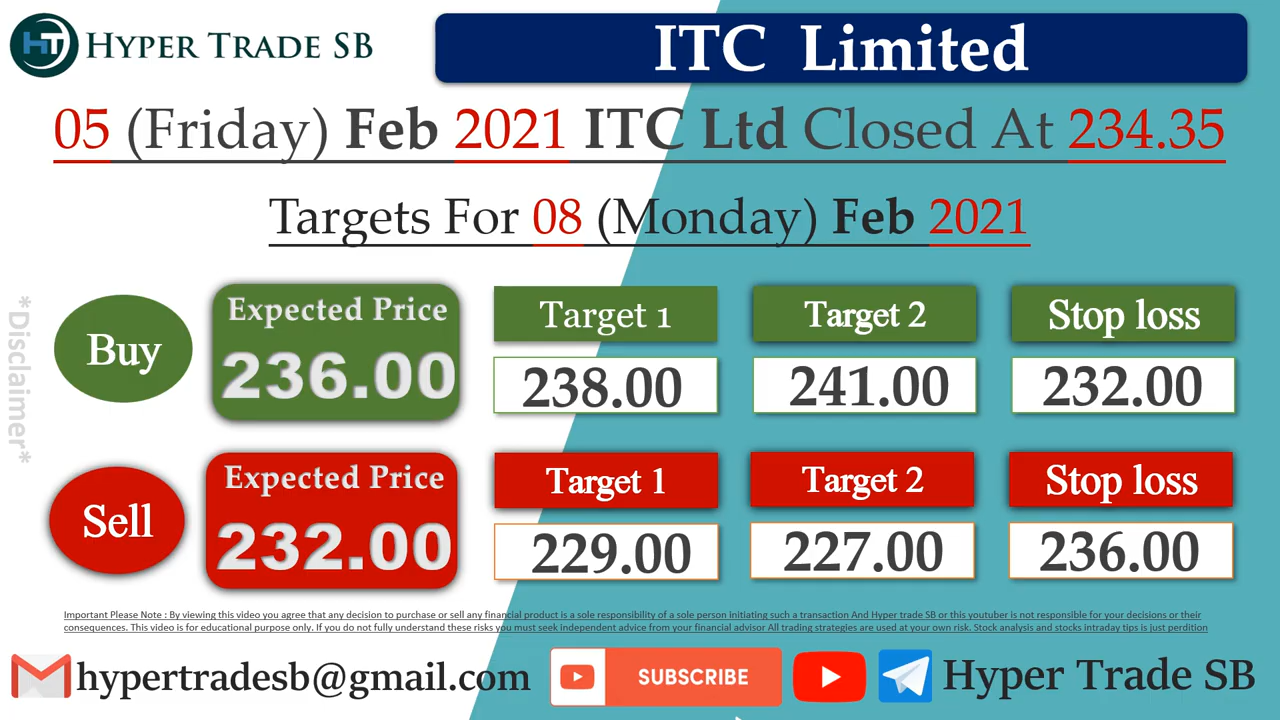 HT HYPER TRADE SB
ITC Limited
05 (Friday) Feb 2021 ITC Ltd Closed At 234.35
Targets For 08 (Monday) Feb 2021
*Disclaimer*
Buy
Expected Price
236.00
Target 1
238.00
Target 2
241.00
Stop loss
232.00
Sell
Expected Price
232.00
Target 1
229.00
Target 2
227.00
Stop loss
236.00
Important Please Note : By viewing this video you agree that any decision to purchase or sell any financial product is a sole responsibility of a sole person initiating such a transaction And Hyper trade SB or this youtuber is not responsible for your decisions or their
consequences. This video is for educational purpose only. If you do not fully understand these risks you must seek independent advice from your financial advisor All trading strategies are used at your own risk. Stock analysis and stocks intraday tips is just perdition
hypertradesb@gmail.com
SUBSCRIBE
Hyper Trade SB